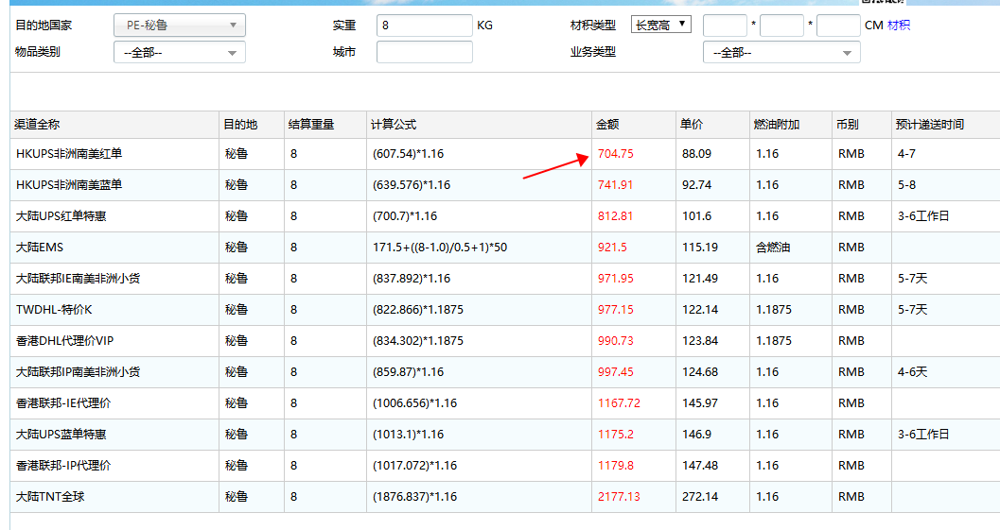 目的地国家 PE-秘鲁 实重 8 KG 材积类型 长宽高 * * CM 材积
物品类别 --全部-- 城市 业务类型 --全部--
渠道全称 目的地 结算重量 计算公式 金额 单价 燃油附加 币别 预计递送时间
HKUPS非洲南美红单 秘鲁 8 (607.54)*1.16 704.75 88.09 1.16 RMB 4-7
HKUPS非洲南美蓝单 秘鲁 8 (639.576)*1.16 741.91 92.74 1.16 RMB 5-8
大陆UPS红单特惠 秘鲁 8 (700.7)*1.16 812.81 101.6 1.16 RMB 3-6工作日
大陆EMS 秘鲁 8 171.5+((8-1.0)/0.5+1)*50 921.5 115.19 含燃油 RMB
大陆联邦IE南美非洲小货 秘鲁 8 (837.892)*1.16 971.95 121.49 1.16 RMB 5-7天
TWDHL-特价K 秘鲁 8 (822.866)*1.1875 977.15 122.14 1.1875 RMB 5-7天
香港DHL代理价VIP 秘鲁 8 (834.302)*1.1875 990.73 123.84 1.1875 RMB
大陆联邦IP南美非洲小货 秘鲁 8 (859.87)*1.16 997.45 124.68 1.16 RMB 4-6天
香港联邦-IE代理价 秘鲁 8 (1006.656)*1.16 1167.72 145.97 1.16 RMB
大陆UPS蓝单特惠 秘鲁 8 (1013.1)*1.16 1175.2 146.9 1.16 RMB 3-6工作日
香港联邦-IP代理价 秘鲁 8 (1017.072)*1.16 1179.8 147.48 1.16 RMB
大陆TNT全球 秘鲁 8 (1876.837)*1.16 2177.13 272.14 1.16 RMB